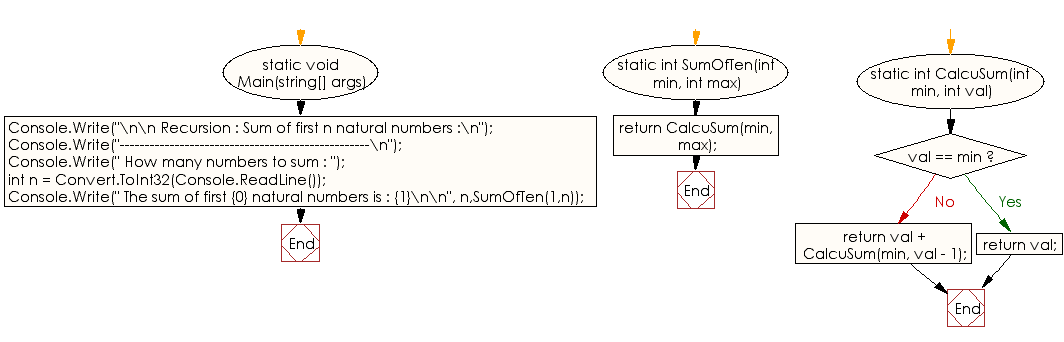 static void
Main(string[] args)
Console.Write("\n\n Recursion : Sum of first n natural numbers :\n");
Console.Write("--------------------------------------------------\n");
Console.Write(" How many numbers to sum : ");
int n = Convert.ToInt32(Console.ReadLine());
Console.Write(" The sum of first {0} natural numbers is : {1}\n\n", n,SumOfTen(1,n));
End
static int SumOfTen(int
min, int max)
return CalcuSum(min,
max);
End
static int CalcuSum(int
min, int val)
val == min ?
No
Yes
return val +
CalcuSum(min, val - 1);
return val;
End